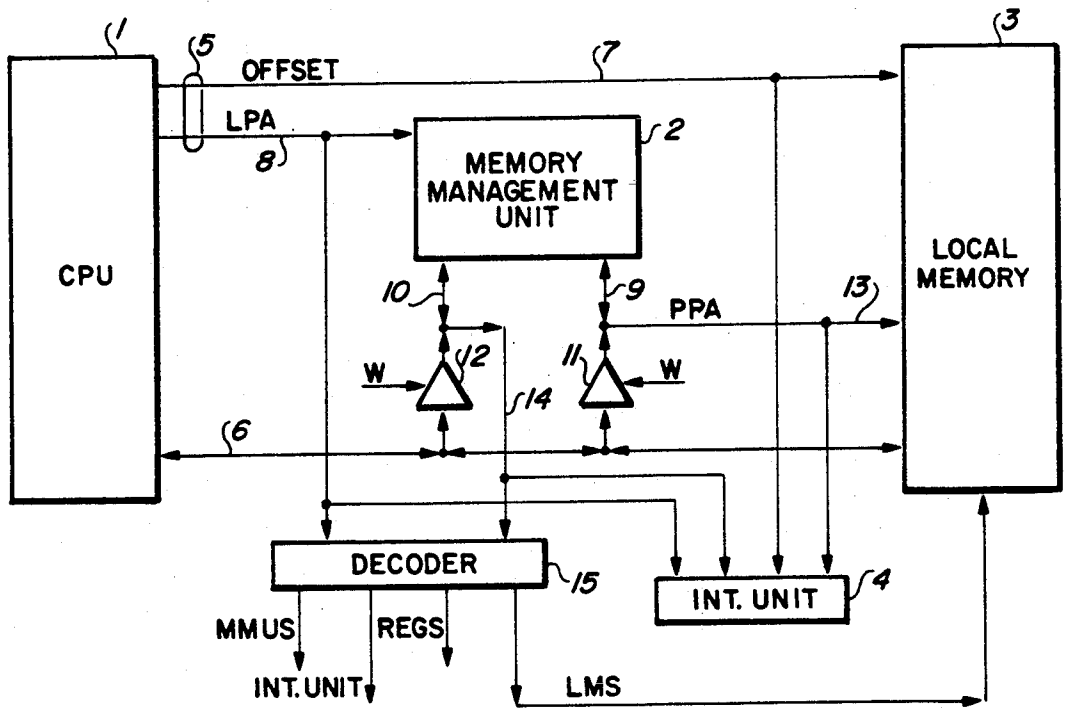 1
5
OFFSET
7
3
LPA
8
2
MEMORY
MANAGEMENT
UNIT
CPU
LOCAL
MEMORY
10
9
PPA
13
12
11
W
W
14
6
DECODER
15
INT. UNIT
4
MMUS
REGS
INT. UNIT
LMS